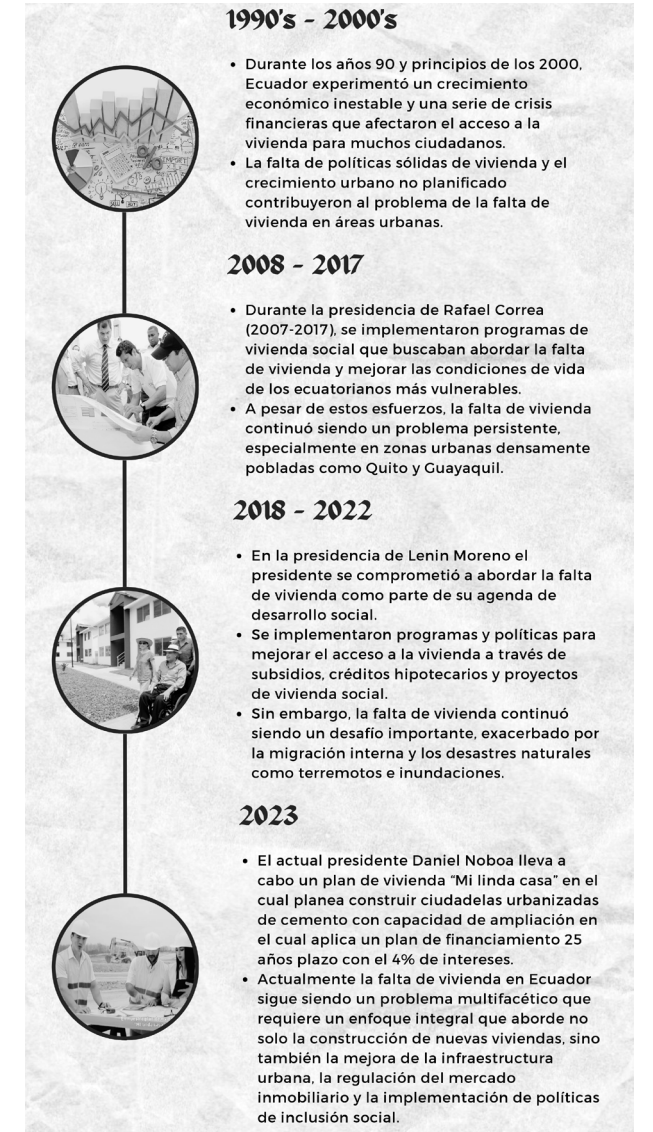 1990's - 2000's
• Durante los años 90 y principios de los 2000,
Ecuador experimentó un crecimiento
económico inestable y una serie de crisis
financieras que afectaron el acceso a la
vivienda para muchos ciudadanos.
• La falta de políticas sólidas de vivienda y el
crecimiento urbano no planificado
contribuyeron al problema de la falta de
vivienda en áreas urbanas.
2008 - 2017
• Durante la presidencia de Rafael Correa
(2007-2017), se implementaron programas de
vivienda social que buscaban abordar la falta
de vivienda y mejorar las condiciones de vida
de los ecuatorianos más vulnerables.
• A pesar de estos esfuerzos, la falta de vivienda
continuó siendo un problema persistente,
especialmente en zonas urbanas densamente
pobladas como Quito y Guayaquil.
2018 - 2022
• En la presidencia de Lenin Moreno el
presidente se comprometió a abordar la falta
de vivienda como parte de su agenda de
desarrollo social.
• Se implementaron programas y políticas para
mejorar el acceso a la vivienda a través de
subsidios, créditos hipotecarios y proyectos
de vivienda social.
• Sin embargo, la falta de vivienda continuó
siendo un desafío importante, exacerbado por
la migración interna y los desastres naturales
como terremotos e inundaciones.
2023
• El actual presidente Daniel Noboa lleva a
cabo un plan de vivienda “Mi linda casa” en el
cual planea construir ciudadelas urbanizadas
de cemento con capacidad de ampliación en
el cual aplica un plan de financiamiento 25
años plazo con el 4% de intereses.
• Actualmente la falta de vivienda en Ecuador
sigue siendo un problema multifacético que
requiere un enfoque integral que aborde no
solo la construcción de nuevas viviendas, sino
también la mejora de la infraestructura
urbana, la regulación del mercado
inmobiliario y la implementación de políticas
de inclusión social.